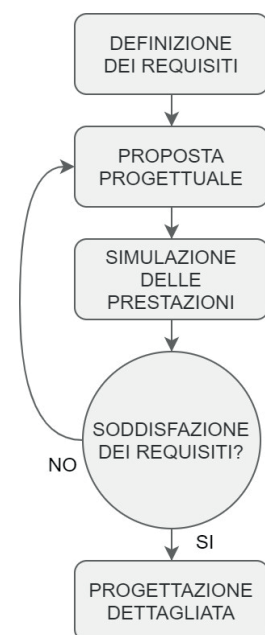 DEFINIZIONE
DEI REQUISITI
PROPOSTA
PROGETTUALE
SIMULAZIONE
DELLE
PRESTAZIONI
SODDISFAZIONE
DEI REQUISITI?
NO
SI
PROGETTAZIONE
DETTAGLIATA